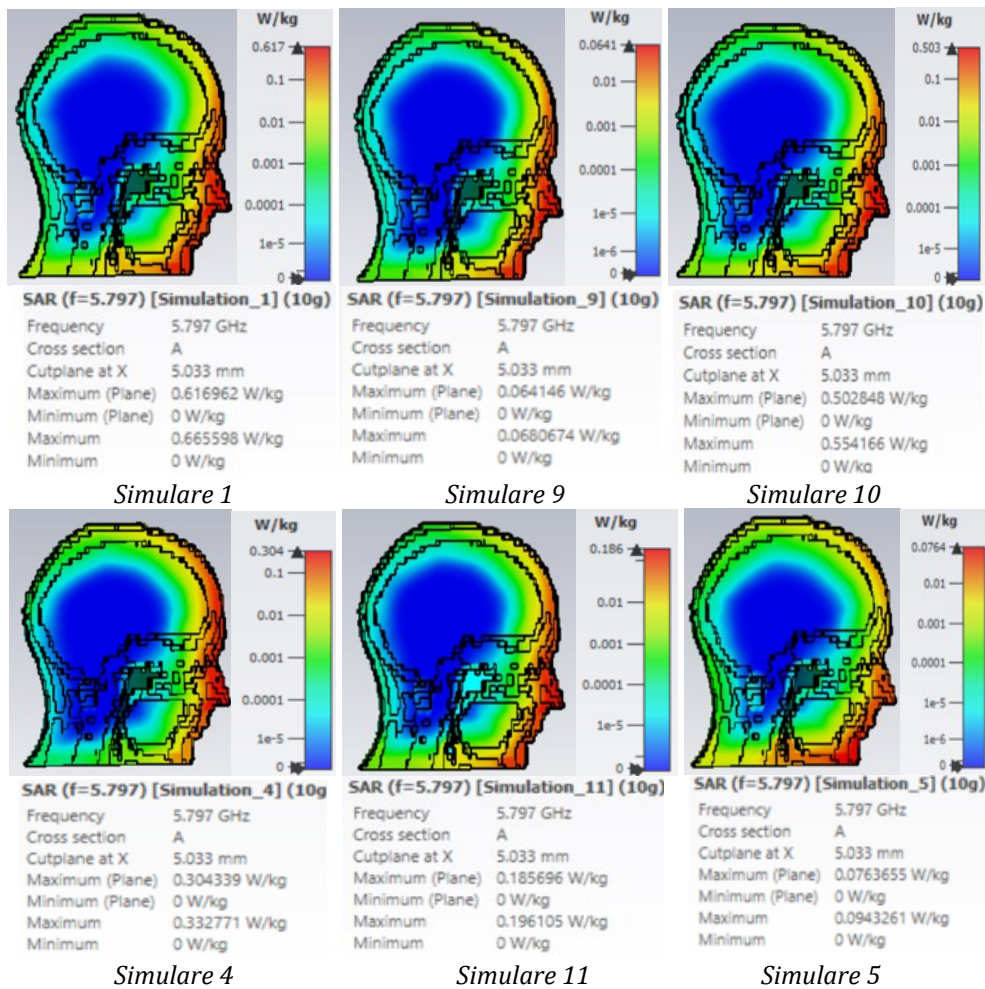 W/kg
0.617
0.1
0.01
0.001
0.0001
1e-5
0
SAR (f=5.797) [Simulation_1] (10g)
Frequency 5.797 GHz
Cross section A
Cutplane at X 5.033 mm
Maximum (Plane) 0.616962 W/kg
Minimum (Plane) 0 W/kg
Maximum 0.665598 W/kg
Minimum 0 W/kg
Simulare 1
W/kg
0.0641
0.01
0.001
0.0001
1e-5
1e-6
0
SAR (f=5.797) [Simulation_9] (10g)
Frequency 5.797 GHz
Cross section A
Cutplane at X 5.033 mm
Maximum (Plane) 0.064146 W/kg
Minimum (Plane) 0 W/kg
Maximum 0.0680674 W/kg
Minimum 0 W/kg
Simulare 9
W/kg
0.503
0.1
0.01
0.001
0.0001
1e-5
0
SAR (f=5.797) [Simulation_10] (10g)
Frequency 5.797 GHz
Cross section A
Cutplane at X 5.033 mm
Maximum (Plane) 0.502848 W/kg
Minimum (Plane) 0 W/kg
Maximum 0.554166 W/kg
Minimum 0 W/kg
Simulare 10
W/kg
0.304
0.1
0.01
0.001
0.0001
1e-5
0
SAR (f=5.797) [Simulation_4] (10g
Frequency 5.797 GHz
Cross section A
Cutplane at X 5.033 mm
Maximum (Plane) 0.304339 W/kg
Minimum (Plane) 0 W/kg
Maximum 0.332771 W/kg
Minimum 0 W/kg
Simulare 4
W/kg
0.186
0.01
0.001
0.0001
1e-5
0
SAR (f=5.797) [Simulation_11] (10g)
Frequency 5.797 GHz
Cross section A
Cutplane at X 5.033 mm
Maximum (Plane) 0.185696 W/kg
Minimum (Plane) 0 W/kg
Maximum 0.196105 W/kg
Minimum 0 W/kg
Simulare 11
W/kg
0.0764
0.01
0.001
0.0001
1e-5
1e-6
0
SAR (f=5.797) [Simulation_5] (10g)
Frequency 5.797 GHz
Cross section A
Cutplane at X 5.033 mm
Maximum (Plane) 0.0763655 W/kg
Minimum (Plane) 0 W/kg
Maximum 0.0943261 W/kg
Minimum 0 W/kg
Simulare 5